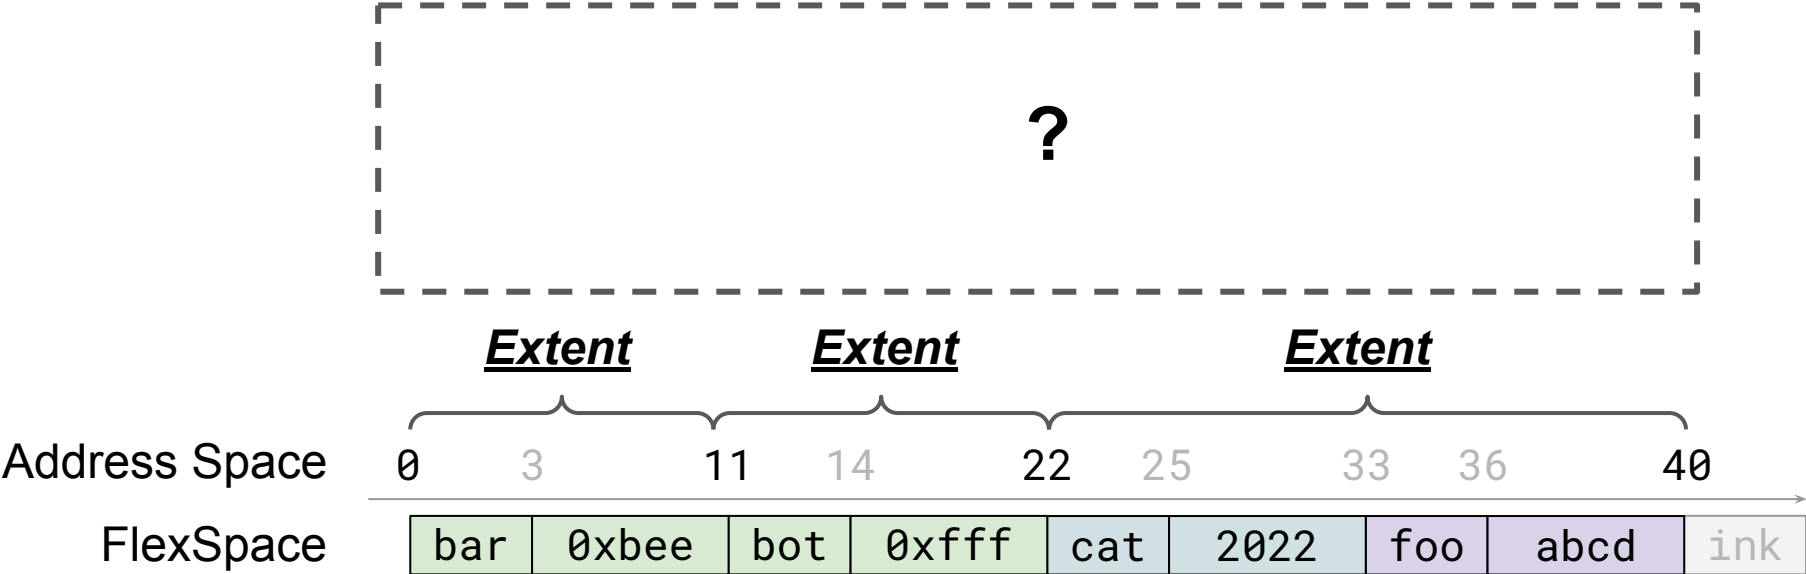 ?
Extent Extent Extent
Address Space 0 3 11 14 22 25 33 36 40
FlexSpace bar 0xbee bot 0xfff cat 2022 foo abcd ink